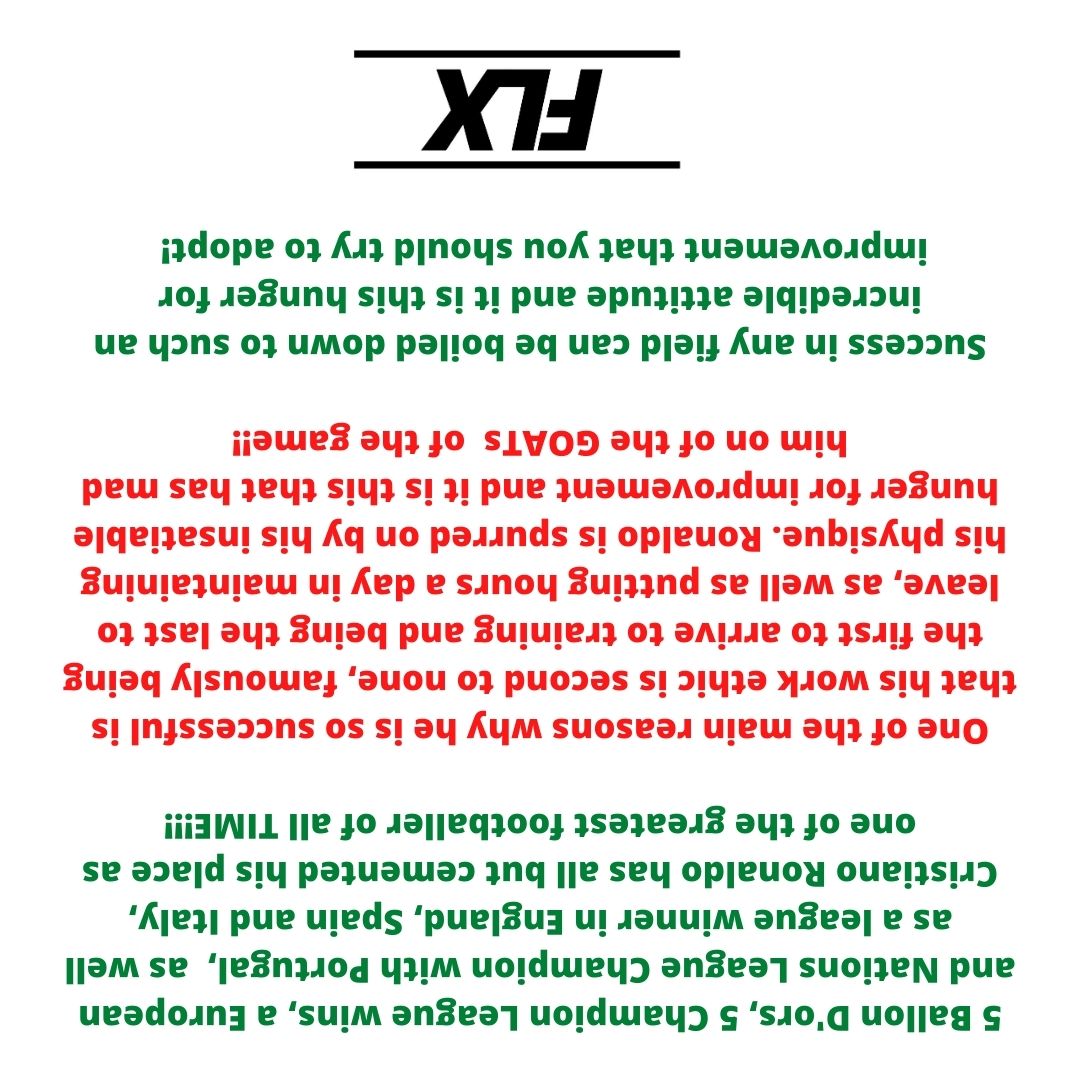 5 Ballon D'ors, 5 Champion League wins, a European
and Nations League Champion with Portugal, as well
as a league winner in England, Spain and Italy,
Cristiano Ronaldo has all but cemented his place as
one of the greatest footballer of all TIME!!!
One of the main reasons why he is so successful is
that his work ethic is second to none, famously being
the first to arrive to training and being the last to
leave, as well as putting hours a day in maintaining
his physique. Ronaldo is spurred on by his insatiable
hunger for improvement and it is this that has mad
him on of the GOATs of the game!!
Success in any field can be boiled down to such an
incredible attitude and it is this hunger for
improvement that you should try to adopt!
FLX